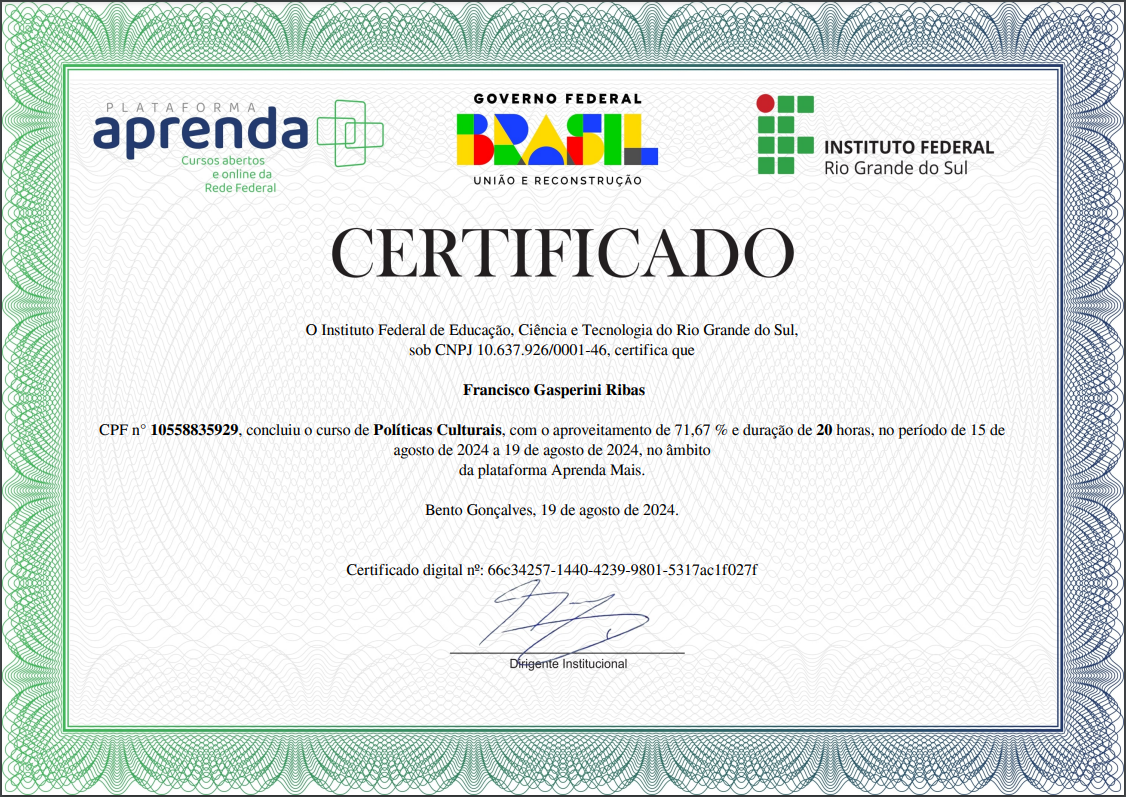 PLATAFORMA
aprenda
Cursos abertos
e online da
Rede Federal
GOVERNO FEDERAL
BRASIL
UNIÃO E RECONSTRUÇÃO
INSTITUTO FEDERAL
Rio Grande do Sul
CERTIFICADO
O Instituto Federal de Educação, Ciência e Tecnologia do Rio Grande do Sul,
sob CNPJ 10.637.926/0001-46, certifica que
Francisco Gasperini Ribas
CPF n° 10558835929, concluiu o curso de Políticas Culturais, com o aproveitamento de 71,67 % e duração de 20 horas, no período de 15 de
agosto de 2024 a 19 de agosto de 2024, no âmbito
da plataforma Aprenda Mais.
Bento Gonçalves, 19 de agosto de 2024.
Certificado digital nº: 66c34257-1440-4239-9801-5317ac1f027f
Dirigente Institucional